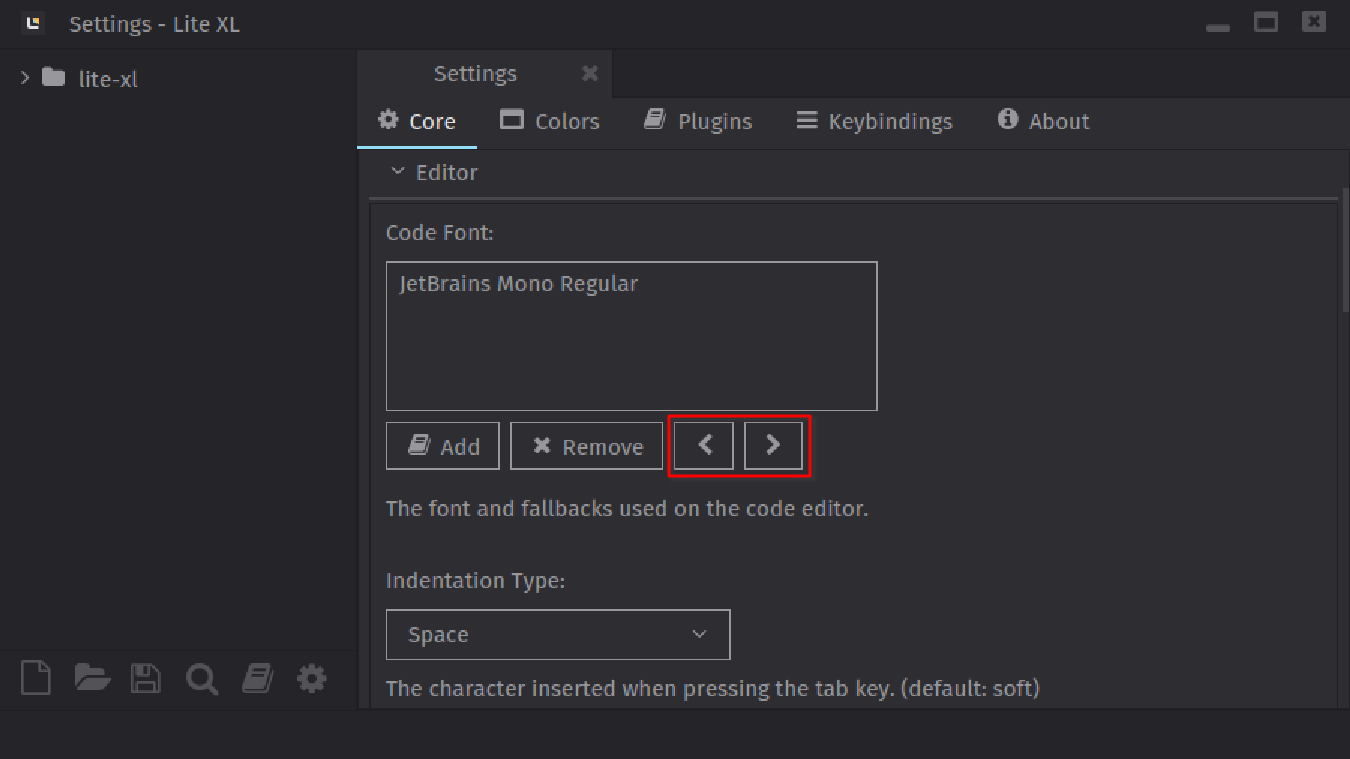 Settings - Lite XL
lite-xl
Settings
Core Colors Plugins Keybindings About
Editor
Code Font:
JetBrains Mono Regular
Add Remove
The font and fallbacks used on the code editor.
Indentation Type:
Space
The character inserted when pressing the tab key. (default: soft)